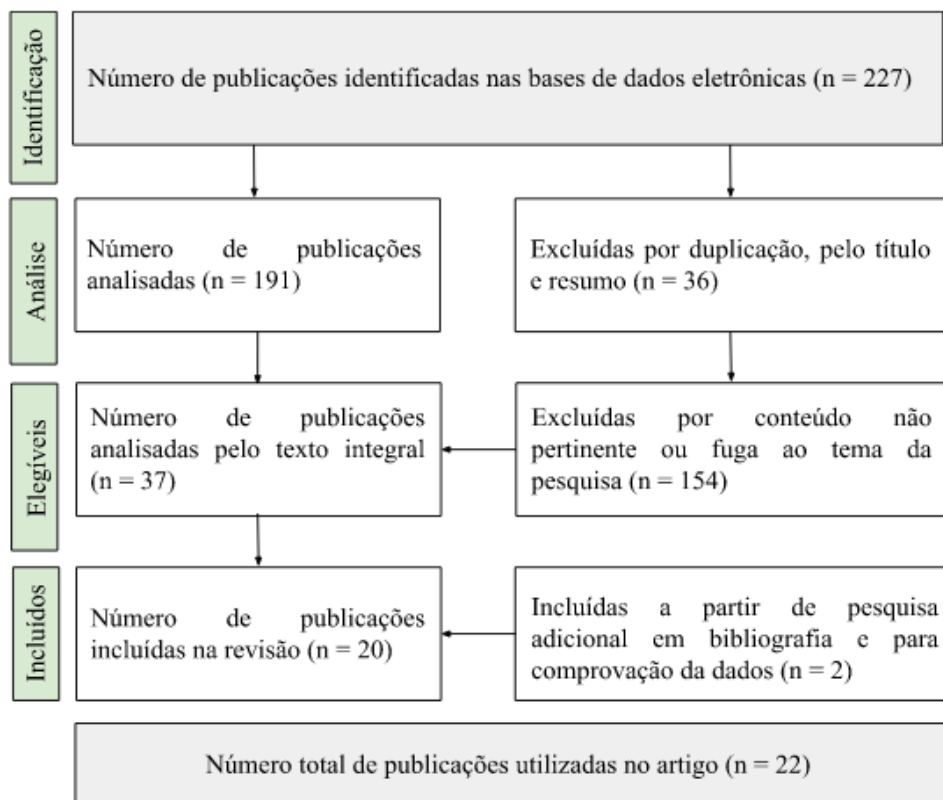 Identificação
Número de publicações identificadas nas bases de dados eletrônicas (n = 227)
Análise
Número de publicações
analisadas (n = 191)
Excluídas por duplicação, pelo título
e resumo (n = 36)
Elegíveis
Número de publicações
analisadas pelo texto integral
(n = 37)
Excluídas por conteúdo não
pertinente ou fuga ao tema da
pesquisa (n = 154)
Incluídos
Número de publicações
incluídas na revisão (n = 20)
Incluídas a partir de pesquisa
adicional em bibliografia e para
comprovação da dados (n = 2)
Número total de publicações utilizadas no artigo (n = 22)